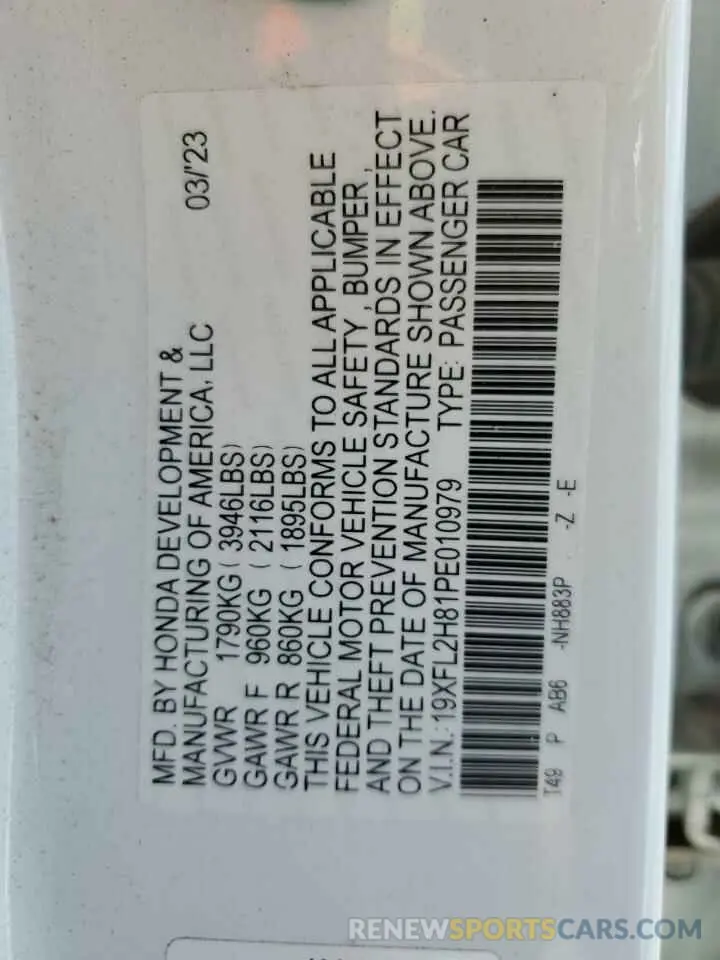 MFD. BY HONDA DEVELOPMENT &
MANUFACTURING OF AMERICA, LLC 03/'23
GVWR 1790KG (3946LBS)
GAWR F 960KG (2116LBS)
GAWR R 860KG (1895LBS)
THIS VEHICLE CONFORMS TO ALL APPLICABLE
FEDERAL MOTOR VEHICLE SAFETY, BUMPER,
AND THEFT PREVENTION STANDARDS IN EFFECT
ON THE DATE OF MANUFACTURE SHOWN ABOVE.
V.I.N.: 19XFL2H81PE010979 TYPE: PASSENGER CAR
T49 P AB6 -NH883P - -Z -E
RENEWSPORTSCARS.COM